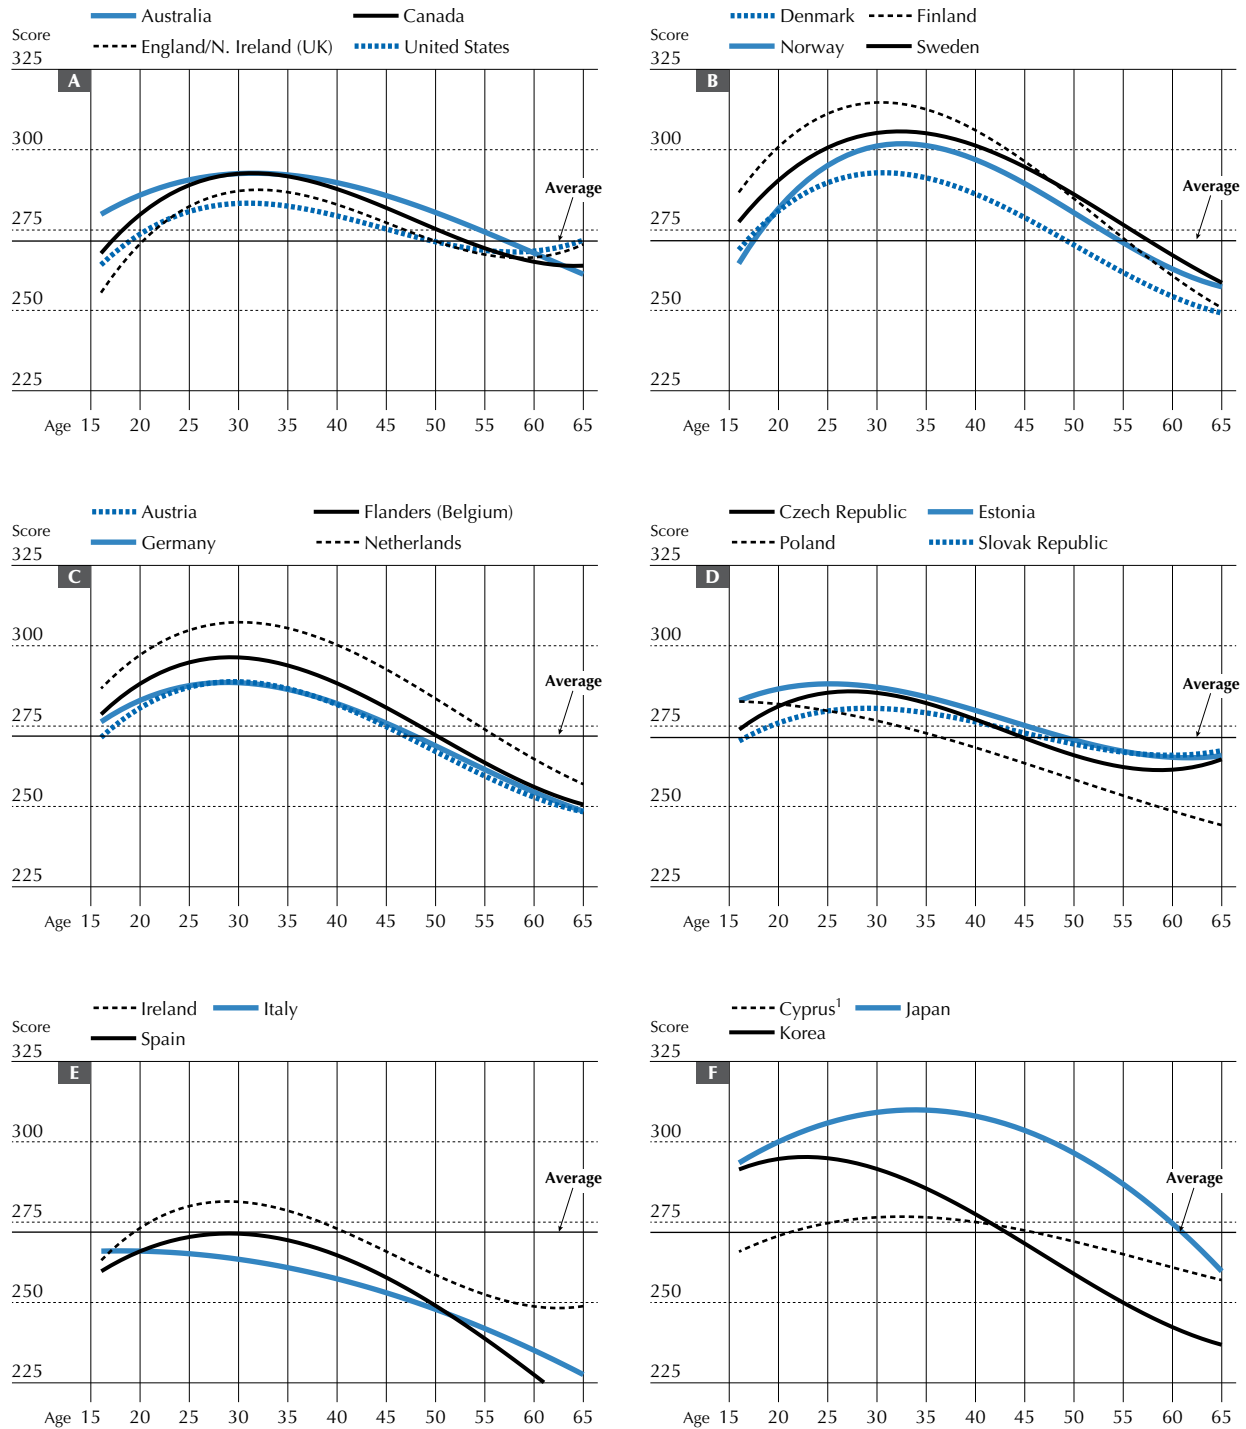 Australia Canada
England/N. Ireland (UK) United States
Score
325
A
300
Average
275
250
225
Age 15 20 25 30 35 40 45 50 55 60 65
Denmark Finland
Norway Sweden
Score
325
B
300
Average
275
250
225
Age 15 20 25 30 35 40 45 50 55 60 65
Austria Flanders (Belgium)
Germany Netherlands
Score
325
C
300
Average
275
250
225
Age 15 20 25 30 35 40 45 50 55 60 65
Czech Republic Estonia
Poland Slovak Republic
Score
325
D
300
Average
275
250
225
Age 15 20 25 30 35 40 45 50 55 60 65
Ireland Italy
Spain
Score
325
E
300
Average
275
250
225
Age 15 20 25 30 35 40 45 50 55 60 65
Cyprus¹ Japan
Korea
Score
325
F
300
Average
275
250
225
Age 15 20 25 30 35 40 45 50 55 60 65